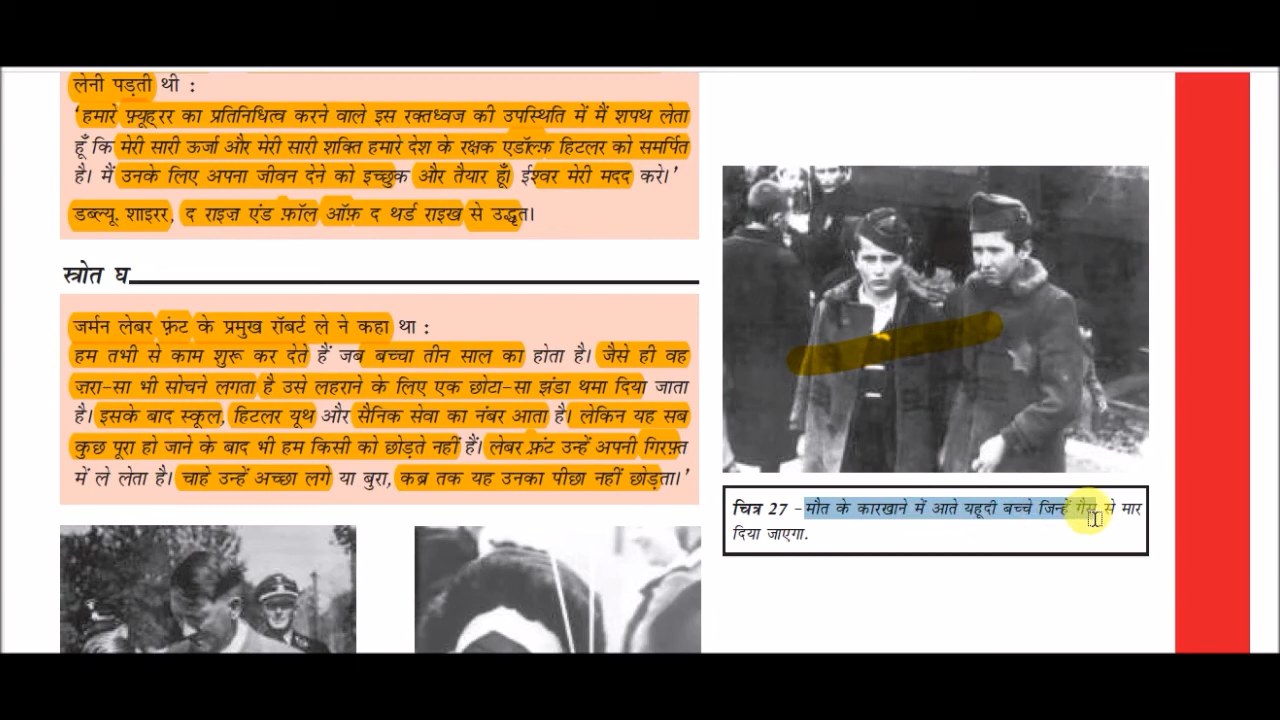 लेनी पड़ती थी :
‘हमारे फ़्यूहरर का प्रतिनिधित्व करने वाले इस रक्तध्वज की उपस्थिति में मैं शपथ लेता
हूँ कि मेरी सारी ऊर्जा और मेरी सारी शक्ति हमारे देश के रक्षक एडॉल्फ़ हिटलर को समर्पित
है। मैं उनके लिए अपना जीवन देने को इच्छुक और तैयार हूँ। ईश्वर मेरी मदद करे।’
डब्ल्यू. शाइरर, द राइज़ एंड फ़ॉल ऑफ़ द थर्ड राइख से उद्धृत।
स्त्रोत घ
जर्मन लेबर फ़्रंट के प्रमुख रॉबर्ट ले ने कहा था :
हम तभी से काम शुरू कर देते हैं जब बच्चा तीन साल का होता है। जैसे ही वह
ज़रा-सा भी सोचने लगता है उसे लहराने के लिए एक छोटा-सा झंडा थमा दिया जाता
है। इसके बाद स्कूल, हिटलर यूथ और सैनिक सेवा का नंबर आता है। लेकिन यह सब
कुछ पूरा हो जाने के बाद भी हम किसी को छोड़ते नहीं हैं। लेबर फ़्रंट उन्हें अपनी गिरफ़्त
में ले लेता है। चाहे उन्हें अच्छा लगे या बुरा, कब्र तक यह उनका पीछा नहीं छोड़ता।’
चित्र 27 – मौत के कारखाने में आते यहूदी बच्चे जिन्हें गैस से मार
दिया जाएगा.